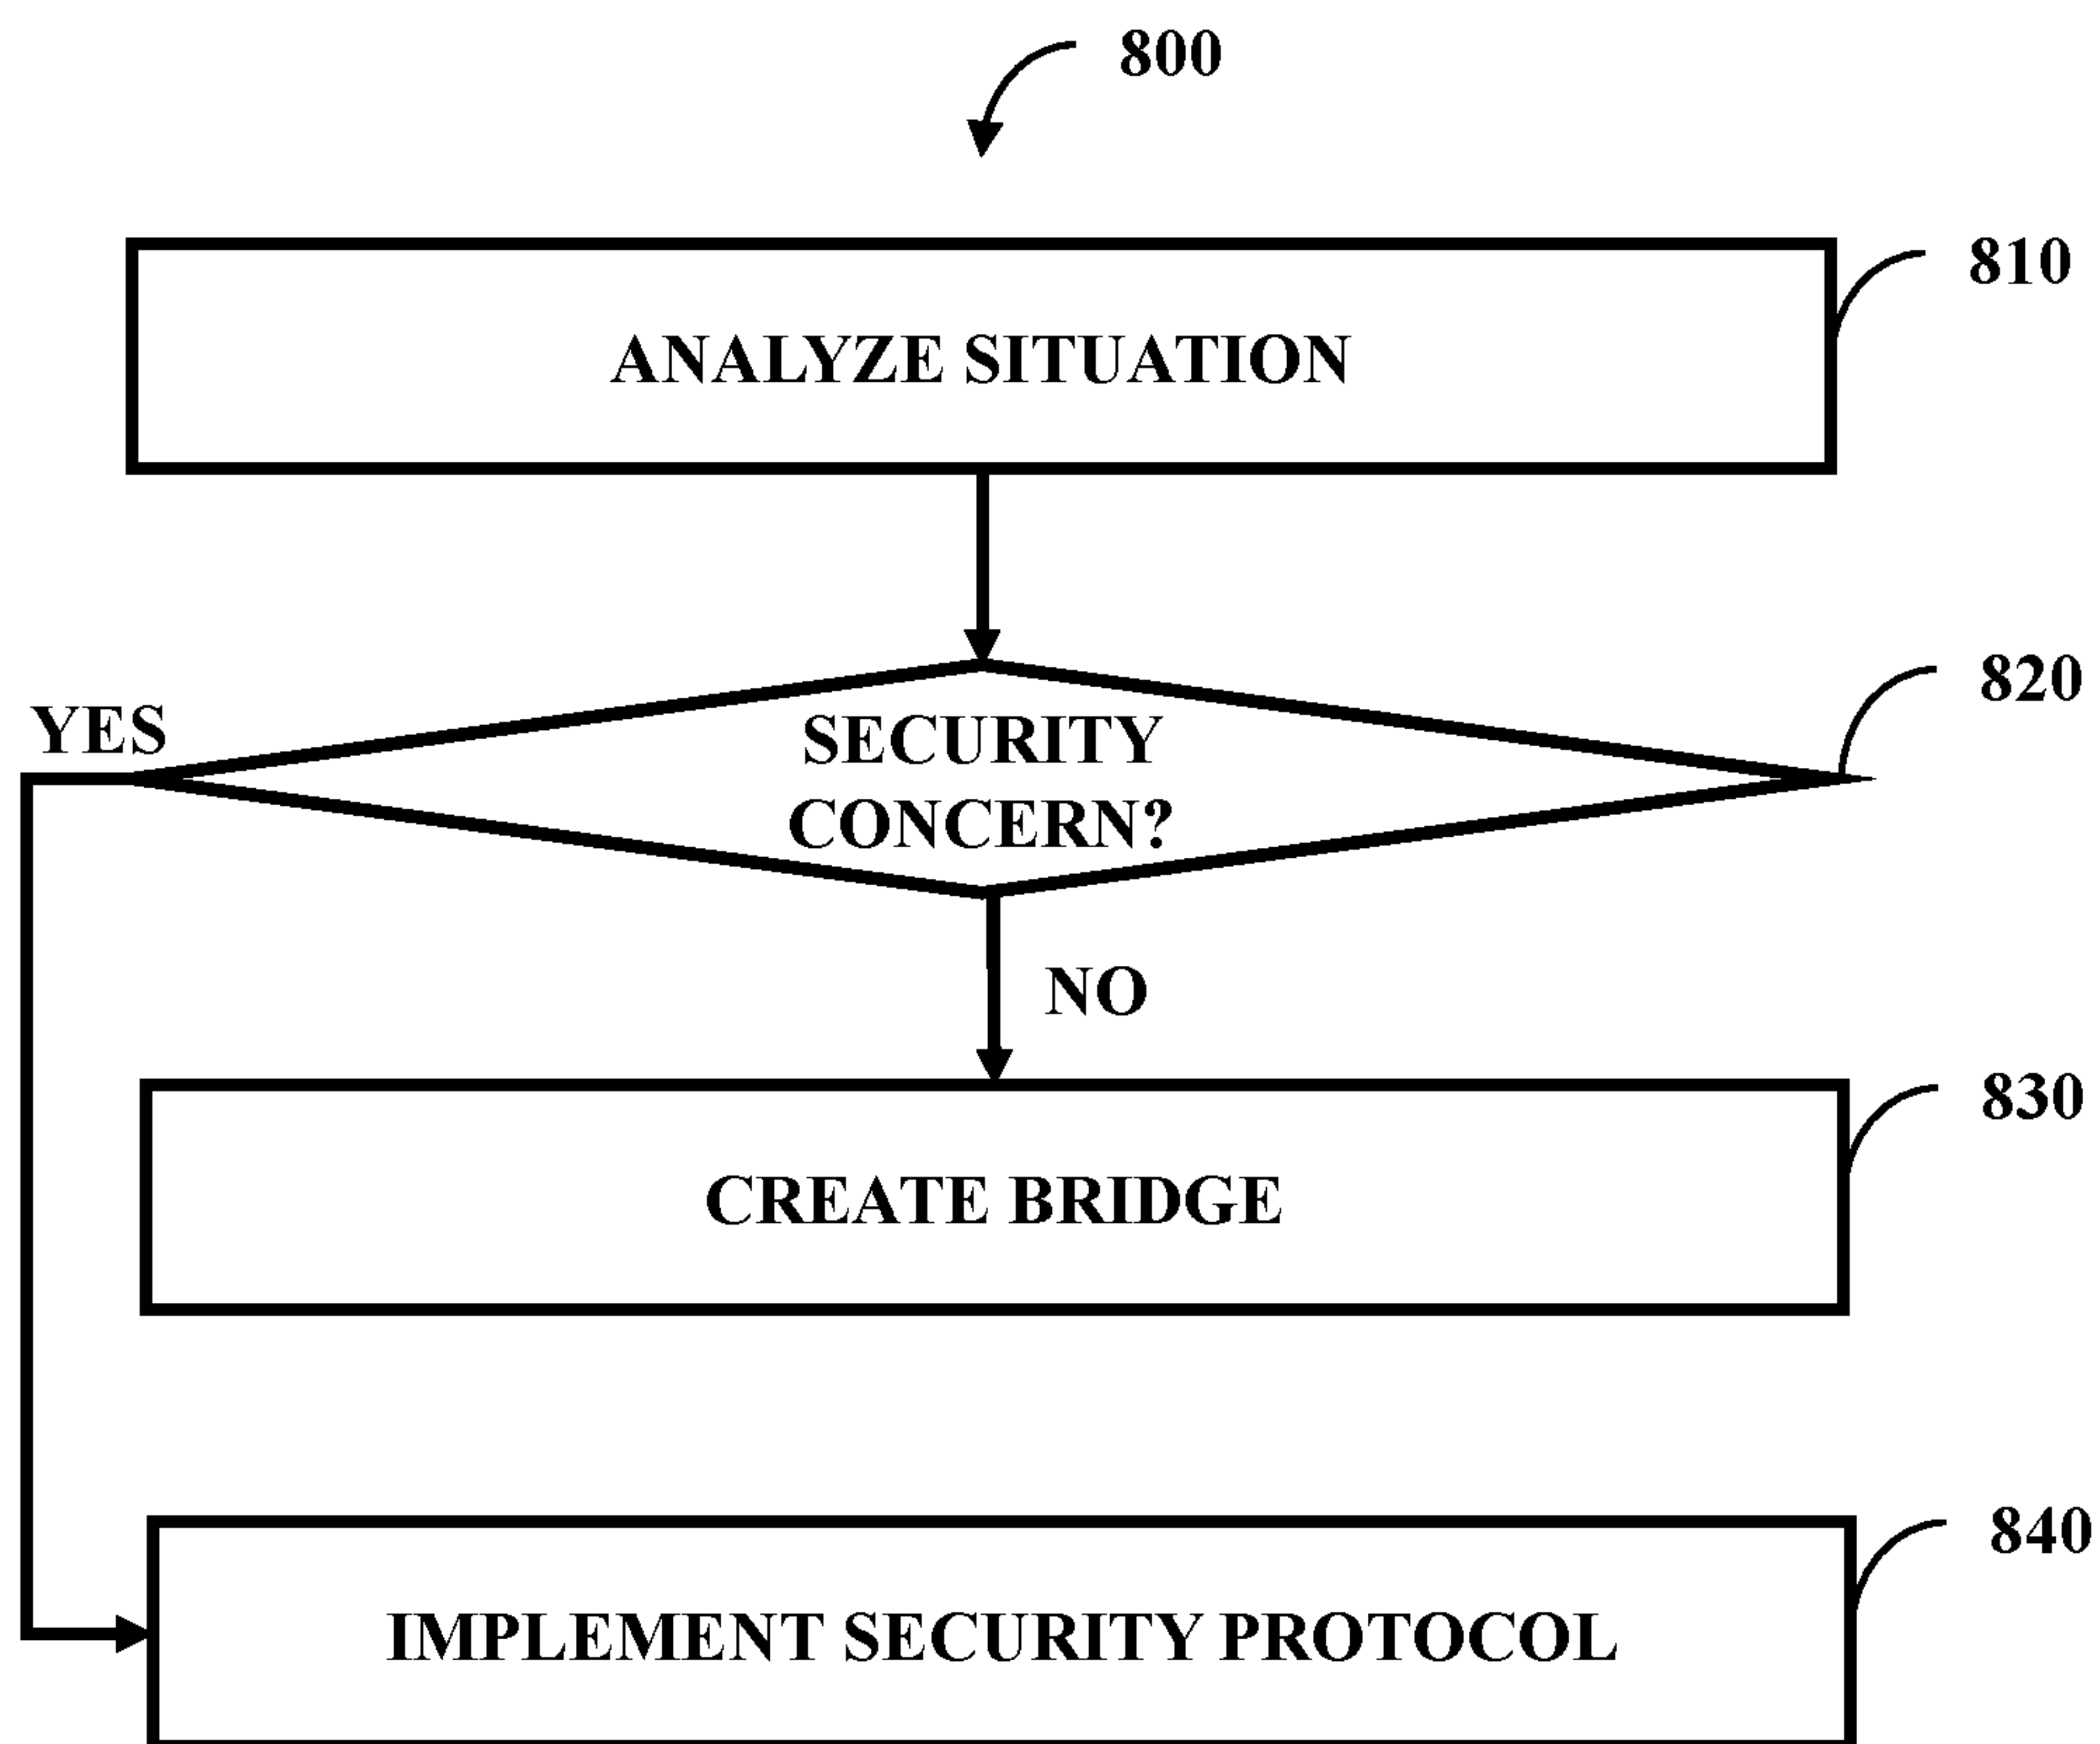 800
810
ANALYZE SITUATION
820
YES
SECURITY
CONCERN?
NO
830
CREATE BRIDGE
840
IMPLEMENT SECURITY PROTOCOL